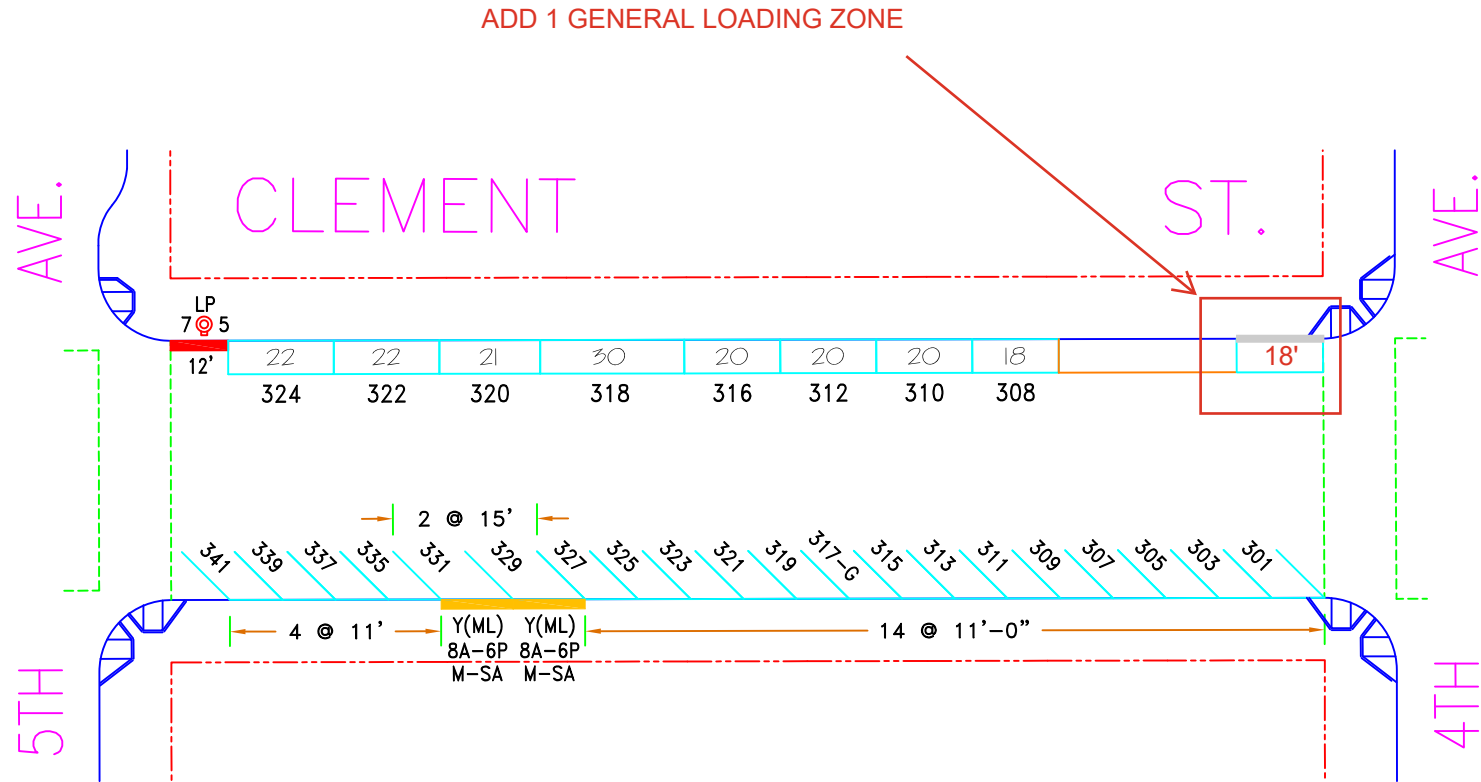 ADD 1 GENERAL LOADING ZONE
AVE.
CLEMENT ST.
AVE.
LP
7 5
12'
22 22 21 30 20 20 20 18 18'
324 322 320 318 316 312 310 308
2 @ 15'
341 339 337 335 331 329 327 325 323 321 319 317-G 315 313 311 309 307 305 303 301
4 @ 11'
Y(ML) Y(ML)
8A-6P 8A-6P
M-SA M-SA
14 @ 11'-0"
5TH
4TH